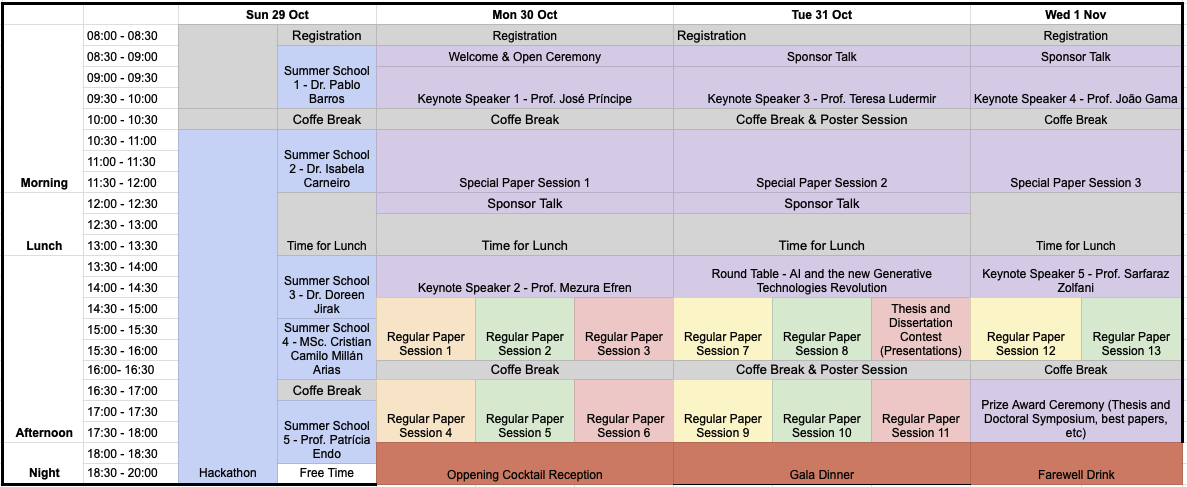 Sun 29 Oct Mon 30 Oct Tue 31 Oct Wed 1 Nov
08:00 - 08:30 Registration Registration Registration Registration
08:30 - 09:00 Welcome & Open Ceremony Sponsor Talk Sponsor Talk
09:00 - 09:30 Summer School
1 - Dr. Pablo
Barros
09:30 - 10:00 Keynote Speaker 1 - Prof. José Príncipe Keynote Speaker 3 - Prof. Teresa Ludermir Keynote Speaker 4 - Prof. João Gama
10:00 - 10:30 Coffe Break Coffe Break Coffe Break & Poster Session Coffe Break
10:30 - 11:00
11:00 - 11:30 Summer School
2 - Dr. Isabela
Carneiro
Morning 11:30 - 12:00 Special Paper Session 1 Special Paper Session 2 Special Paper Session 3
12:00 - 12:30 Sponsor Talk Sponsor Talk
12:30 - 13:00
Lunch 13:00 - 13:30 Time for Lunch Time for Lunch Time for Lunch Time for Lunch
13:30 - 14:00
14:00 - 14:30 Summer School
3 - Dr. Doreen
Jirak
Keynote Speaker 2 - Prof. Mezura Efren
Round Table - AI and the new Generative
Technologies Revolution
Keynote Speaker 5 - Prof. Sarfaraz
Zolfani
14:30 - 15:00
15:00 - 15:30
15:30 - 16:00
Summer School
4 - MSc. Cristian
Camilo Millán
Arias
Regular Paper
Session 1
Regular Paper
Session 2
Regular Paper
Session 3
Regular Paper
Session 7
Regular Paper
Session 8
Thesis and
Dissertation
Contest
(Presentations)
Regular Paper
Session 12
Regular Paper
Session 13
16:00- 16:30 Coffe Break Coffe Break & Poster Session Coffe Break
16:30 - 17:00 Coffe Break
17:00 - 17:30
Afternoon 17:30 - 18:00
Summer School
5 - Prof. Patrícia
Endo
Regular Paper
Session 4
Regular Paper
Session 5
Regular Paper
Session 6
Regular Paper
Session 9
Regular Paper
Session 10
Regular Paper
Session 11
Prize Award Ceremony (Thesis and
Doctoral Symposium, best papers,
etc)
18:00 - 18:30
Night 18:30 - 20:00 Hackathon Free Time Oppening Cocktail Reception Gala Dinner Farewell Drink